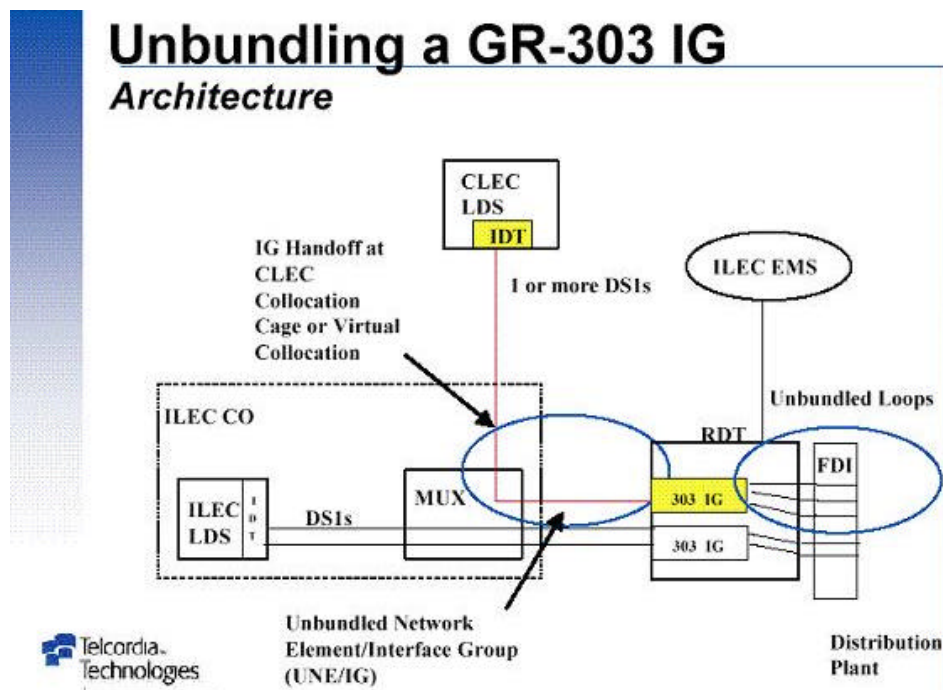 Unbundling a GR-303 IG
Architecture
CLEC
LDS
IDT
IG Handoff at
CLEC
Collocation
Cage or Virtual
Collocation
1 or more DS1s
ILEC EMS
ILEC CO
Unbundled Loops
RDT
FDI
MUX
303 IG
ILEC
LDS
IDT
DS1s
303 IG
Unbundled Network
Element/Interface Group
(UNE/IG)
Distribution
Plant
Telcordia™
Technologies